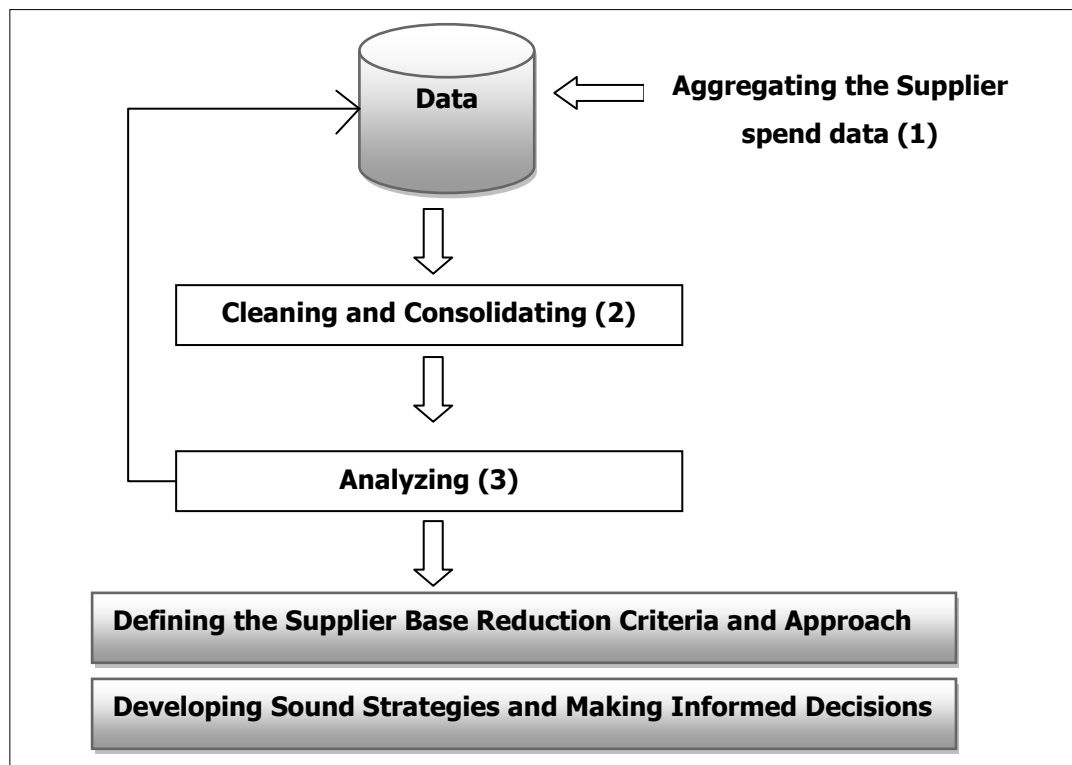 Data
Aggregating the Supplier
spend data (1)
Cleaning and Consolidating (2)
Analyzing (3)
Defining the Supplier Base Reduction Criteria and Approach
Developing Sound Strategies and Making Informed Decisions